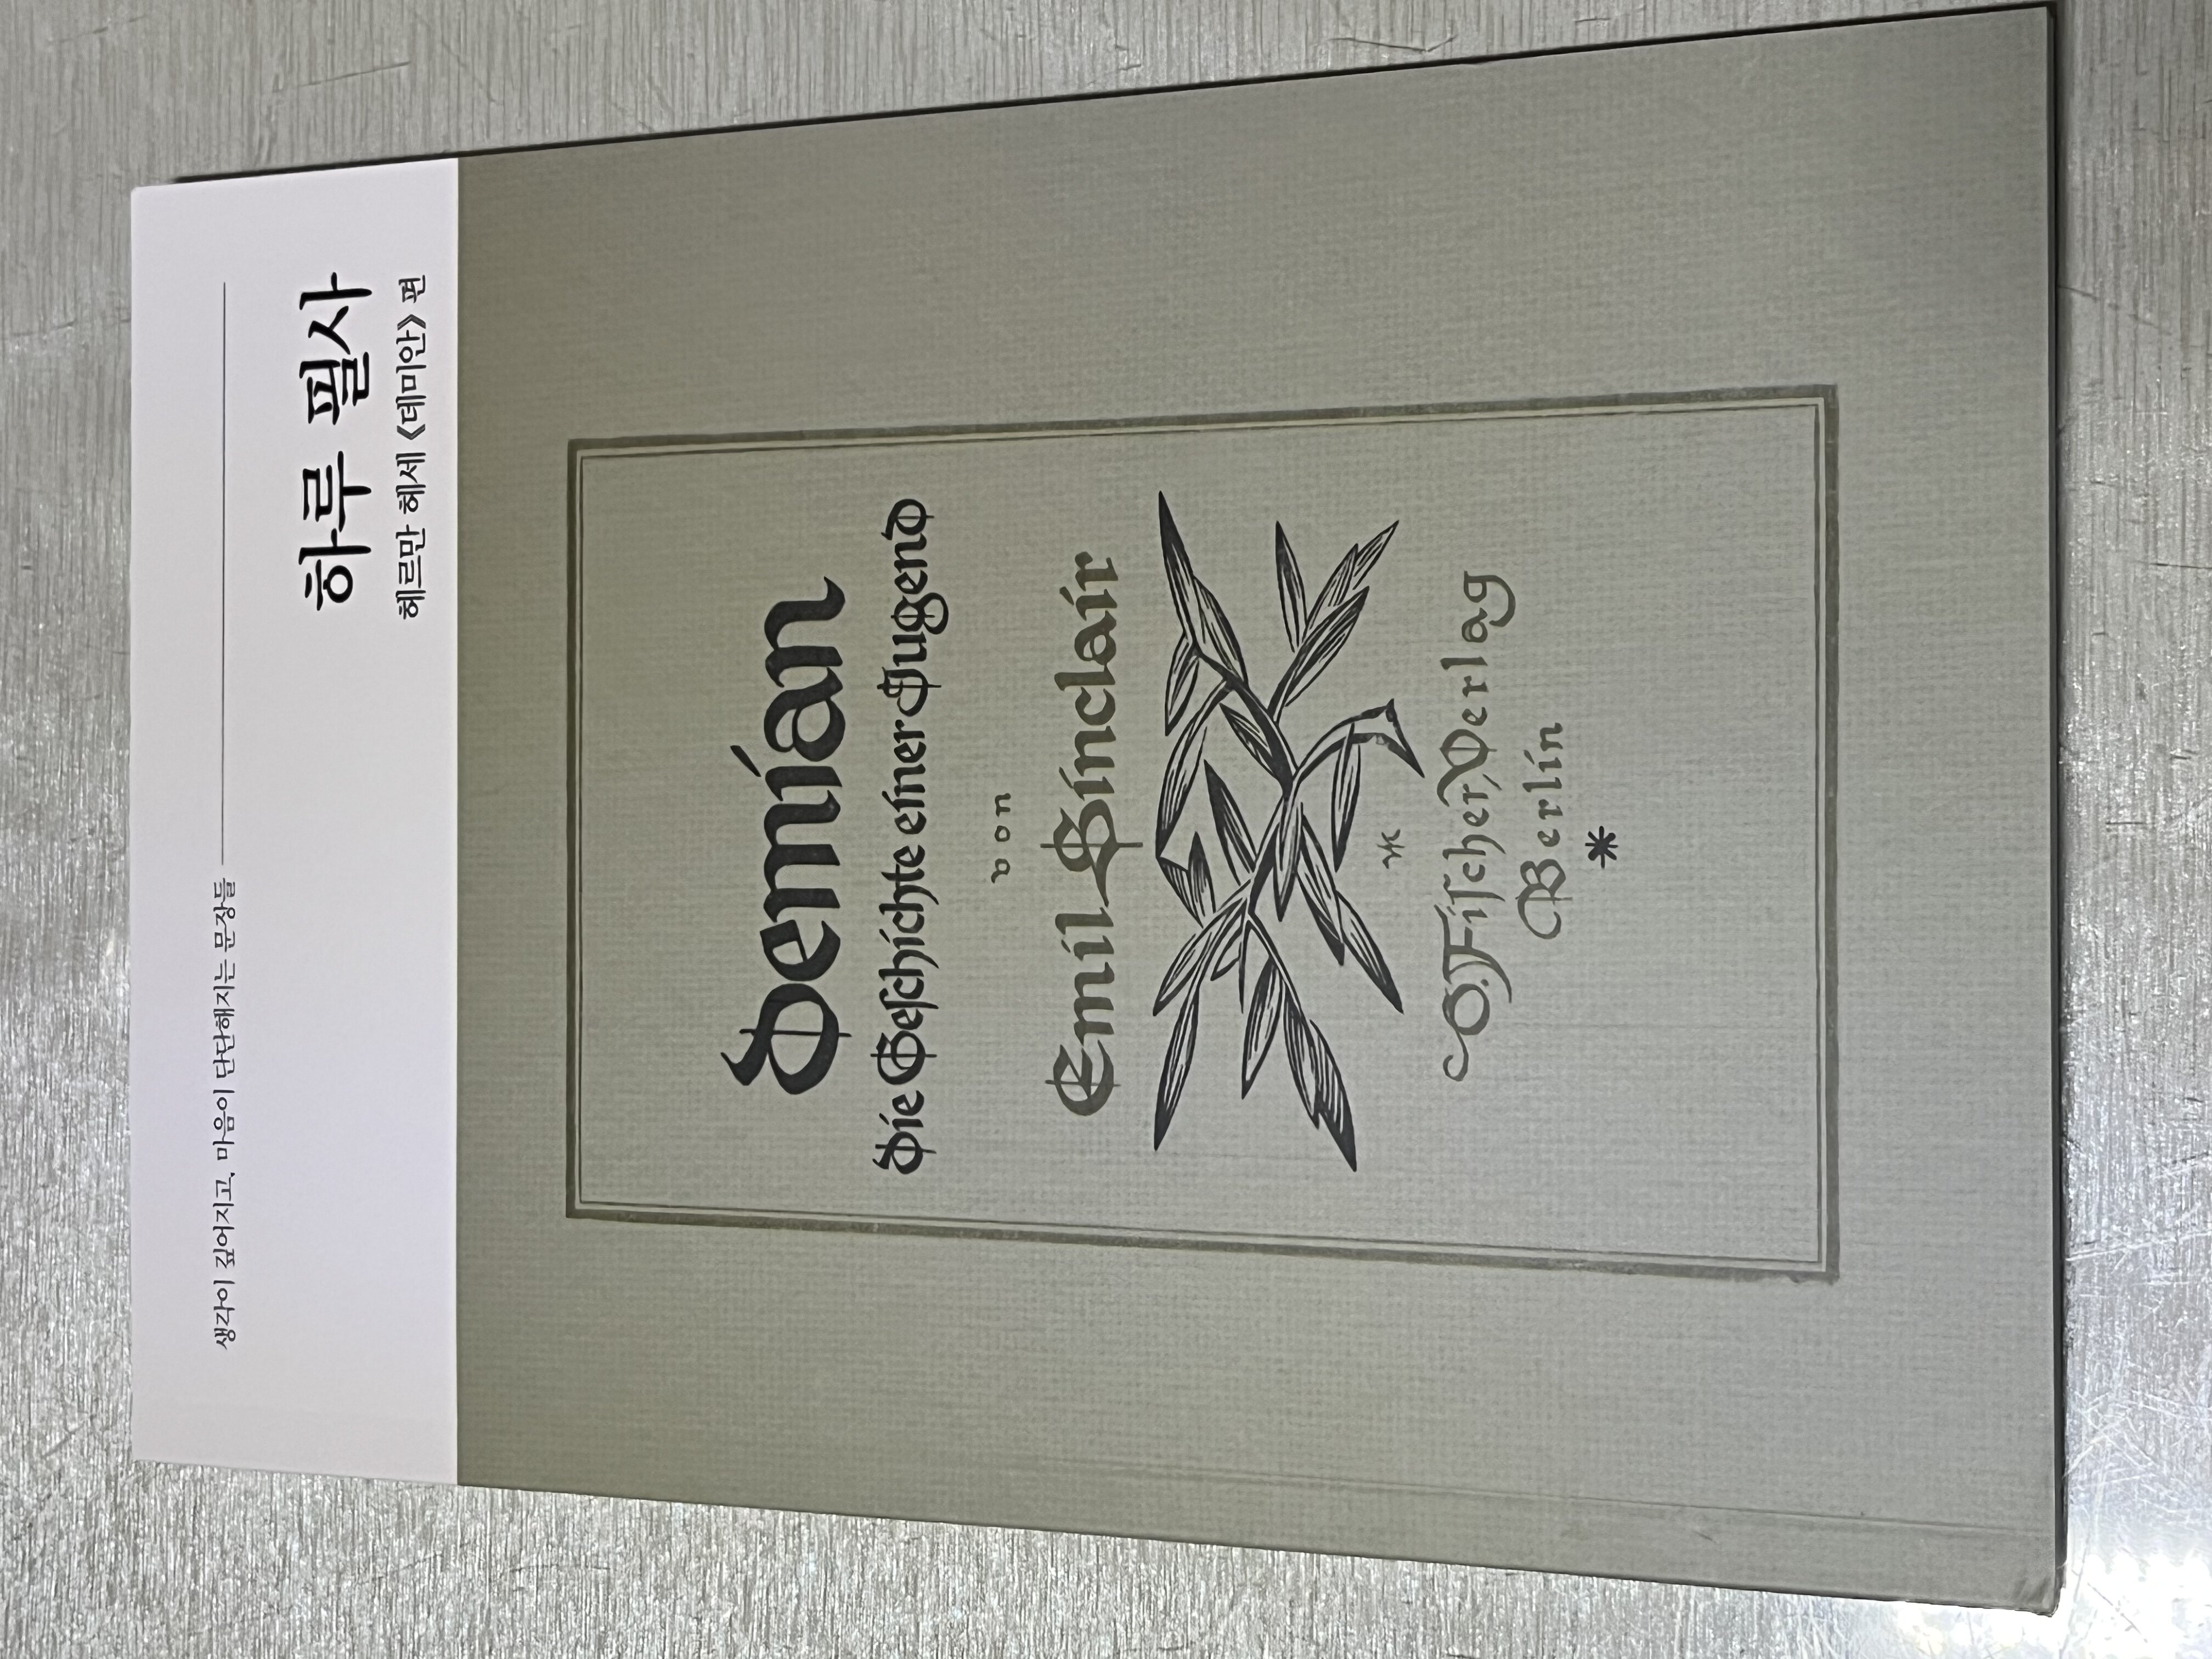 생각이 깊어지고, 마음이 단단해지는 문장들
하루 필사
헤르만 헤세 《데미안》 편
Demian
Die Geſchichte einer Jugend
von
Emil Sinclair
Fiſcher, Verlag
Berlin